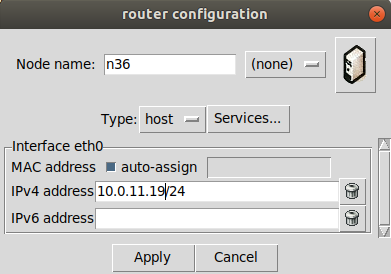 router configuration
Node name: n36 (none)
Type: host Services...
Interface eth0
MAC address auto-assign
IPv4 address 10.0.11.19/24
IPv6 address
Apply Cancel